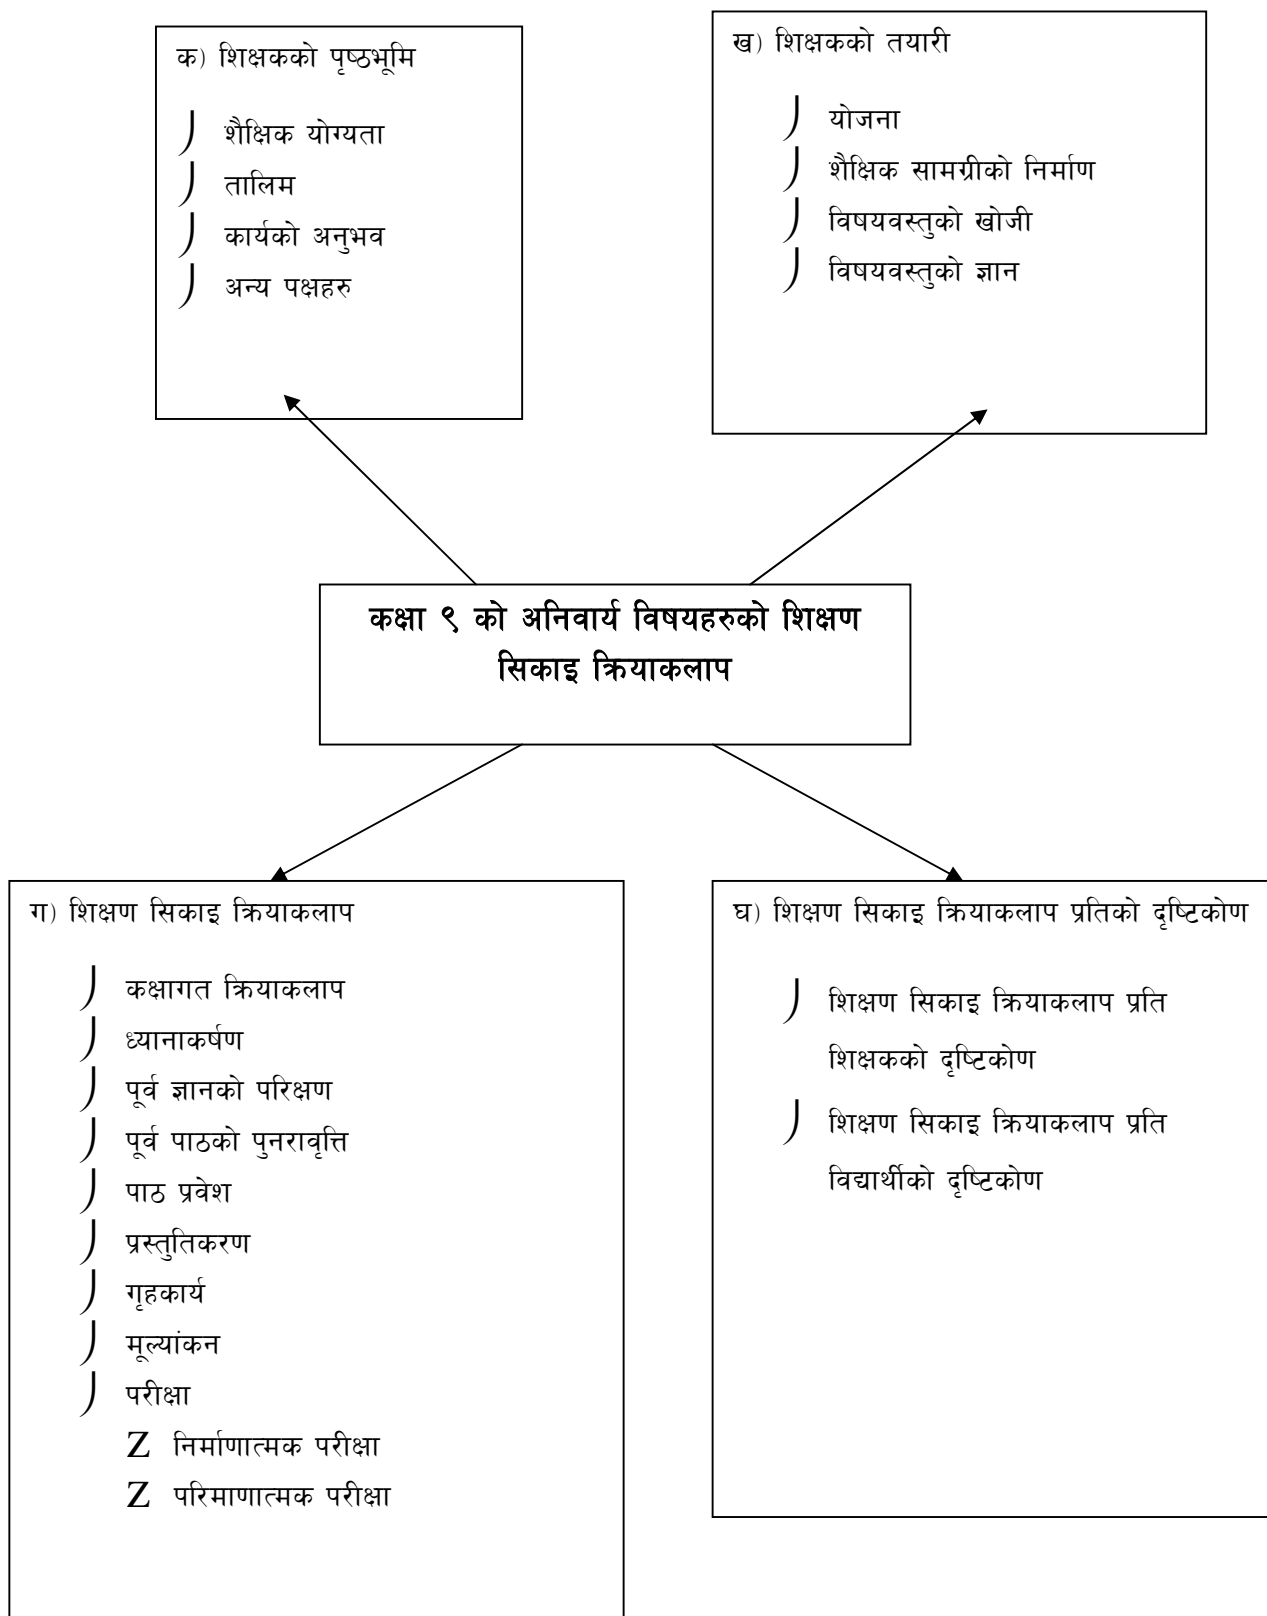 क) शिक्षकको पृष्ठभूमि
शैक्षिक योग्यता
तालिम
कार्यको अनुभव
अन्य पक्षहरु
ख) शिक्षकको तयारी
योजना
शैक्षिक सामग्रीको निर्माण
विषयवस्तुको खोजी
विषयवस्तुको ज्ञान
कक्षा ९ को अनिवार्य विषयहरुको शिक्षण
सिकाइ क्रियाकलाप
ग) शिक्षण सिकाइ क्रियाकलाप
कक्षागत क्रियाकलाप
ध्यानाकर्षण
पूर्व ज्ञानको परिक्षण
पूर्व पाठको पुनरावृत्ति
पाठ प्रवेश
प्रस्तुतिकरण
गृहकार्य
मूल्यांकन
परीक्षा
Z निर्माणात्मक परीक्षा
Z परिमाणात्मक परीक्षा
घ) शिक्षण सिकाइ क्रियाकलाप प्रतिको दृष्टिकोण
शिक्षण सिकाइ क्रियाकलाप प्रति
शिक्षकको दृष्टिकोण
शिक्षण सिकाइ क्रियाकलाप प्रति
विद्यार्थीको दृष्टिकोण